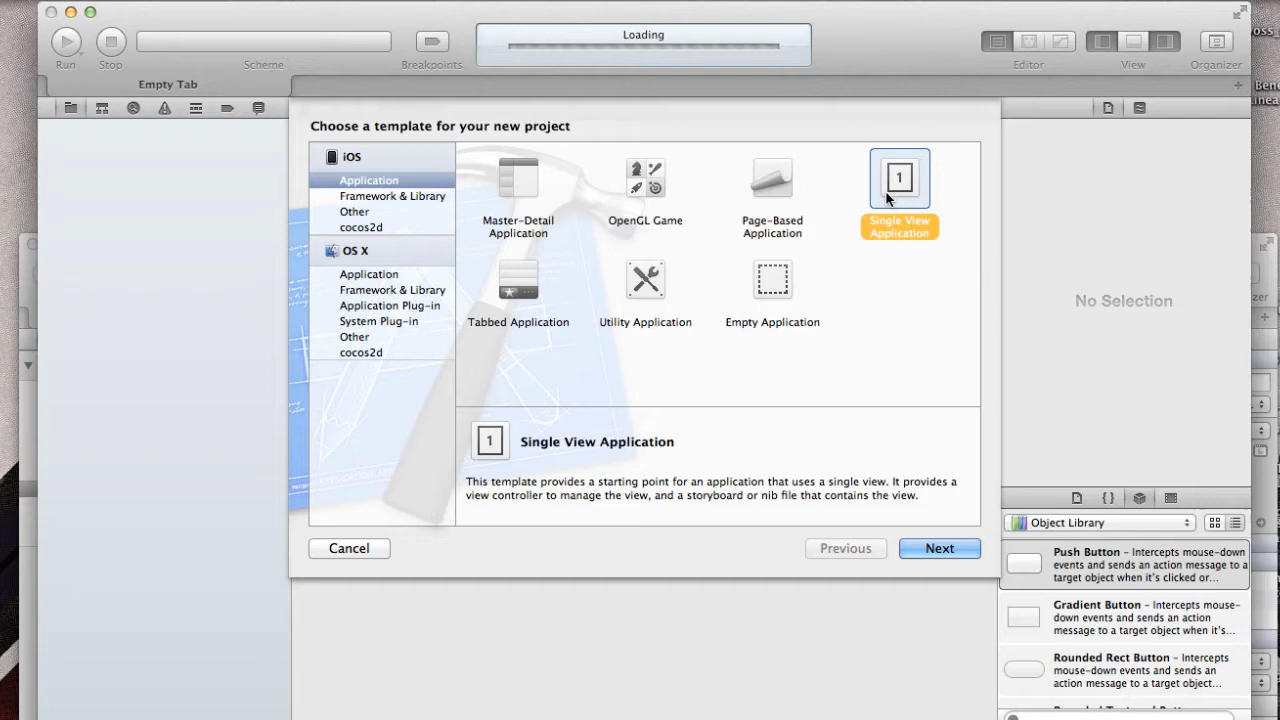 Loading
Run
Stop
Scheme
Breakpoints
Editor
View
Organizer
Empty Tab
Choose a template for your new project
iOS
Application
Framework & Library
Other
cocos2d
OS X
Application
Framework & Library
Application Plug-in
System Plug-in
Other
cocos2d
Master-Detail
Application
OpenGL Game
Page-Based
Application
1
Single View
Application
Tabbed Application
Utility Application
Empty Application
1
Single View Application
This template provides a starting point for an application that uses a single view. It provides a
view controller to manage the view, and a storyboard or nib file that contains the view.
Cancel
Previous
Next
No Selection
{}
Object Library
Push Button – Intercepts mouse-down
events and sends an action message to a
target object when it's clicked or...
Gradient Button – Intercepts mouse-
down events and sends an action
message to a target object when it's...
Rounded Rect Button – Intercepts
mouse-down events and sends an
action message to a target object...